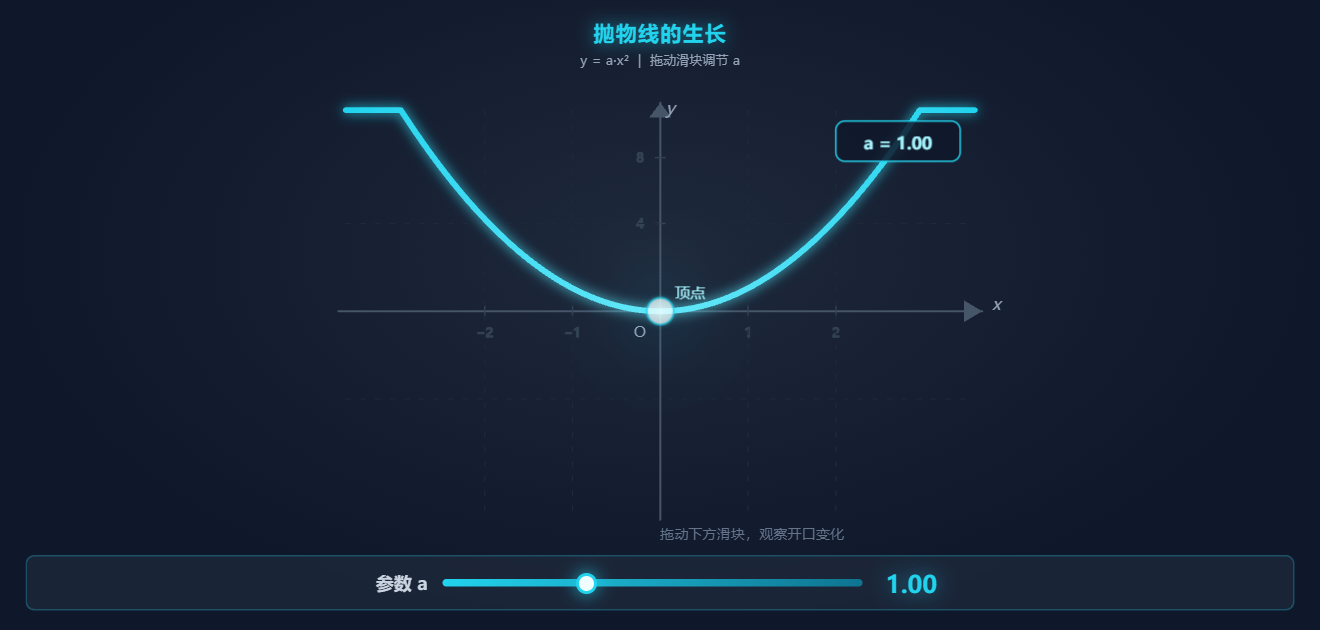 抛物线的生长
y = a·x² | 拖动滑块调节 a
y
a = 1.00
8
4
顶点
x
O
−2 −1 1 2
拖动下方滑块，观察开口变化
参数 a 1.00